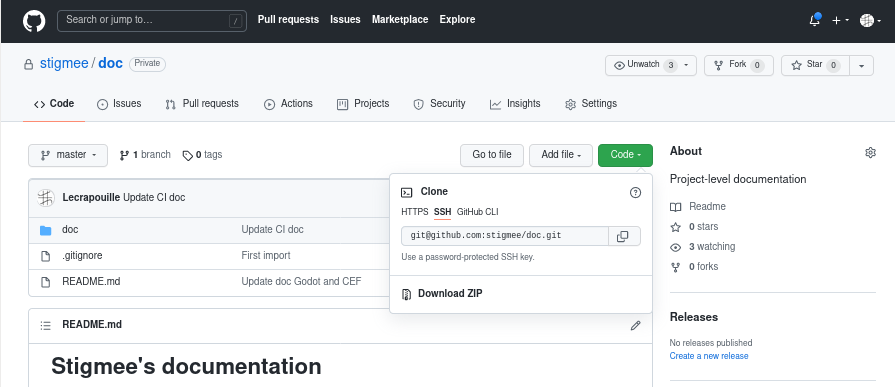 Search or jump to… /
Pull requests Issues Marketplace Explore
stigmee / doc Private
Unwatch 3 Fork 0 Star 0
Code Issues Pull requests Actions Projects Security Insights Settings
master 1 branch 0 tags
Go to file Add file Code
Lecrapouille Update CI doc
doc Update CI doc
.gitignore First import
README.md Update doc Godot and CEF
Clone
HTTPS SSH GitHub CLI
git@github.com:stigmee/doc.git
Use a password-protected SSH key.
Download ZIP
README.md
Stigmee's documentation
About
Project-level documentation
Readme
0 stars
3 watching
0 forks
Releases
No releases published
Create a new release